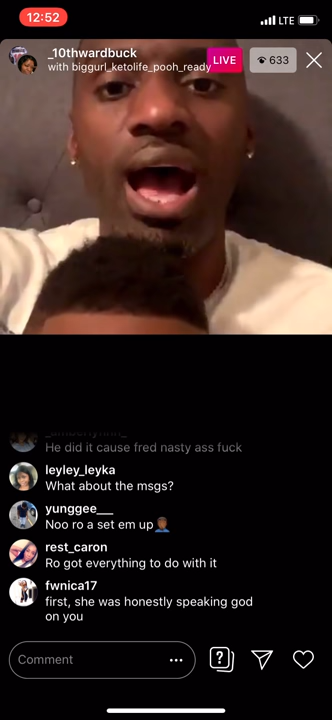 12:52
LTE
_10thwardbuck
with biggurl_ketolife_pooh_ready
LIVE
633
He did it cause fred nasty ass fuck
leyley_leyka
What about the msgs?
yunggee___
Noo ro a set em up
rest_caron
Ro got everything to do with it
fwnica17
first, she was honestly speaking god
on you
Comment